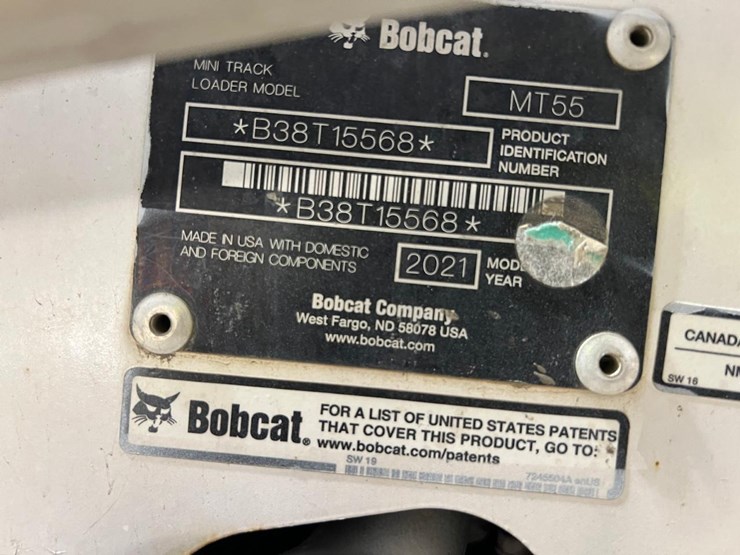 Bobcat.
MINI TRACK
LOADER MODEL
MT55
*B38T15568*
PRODUCT
IDENTIFICATION
NUMBER
*B38T15568*
MADE IN USA WITH DOMESTIC
AND FOREIGN COMPONENTS
2021
MOD
YEAR
Bobcat Company
West Fargo, ND 58078 USA
www.bobcat.com
CANADA
SW 16
Bobcat®
FOR A LIST OF UNITED STATES PATENTS
THAT COVER THIS PRODUCT, GO TO:
www.bobcat.com/patents
SW 19